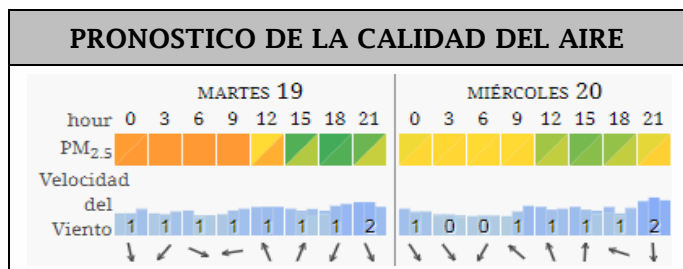 PRONOSTICO DE LA CALIDAD DEL AIRE
MARTES 19 MIÉRCOLES 20
hour 0 3 6 9 12 15 18 21 0 3 6 9 12 15 18 21
PM2.5
Velocidad
del
Viento 1 1 1 1 1 1 1 2 1 0 0 1 1 1 1 2